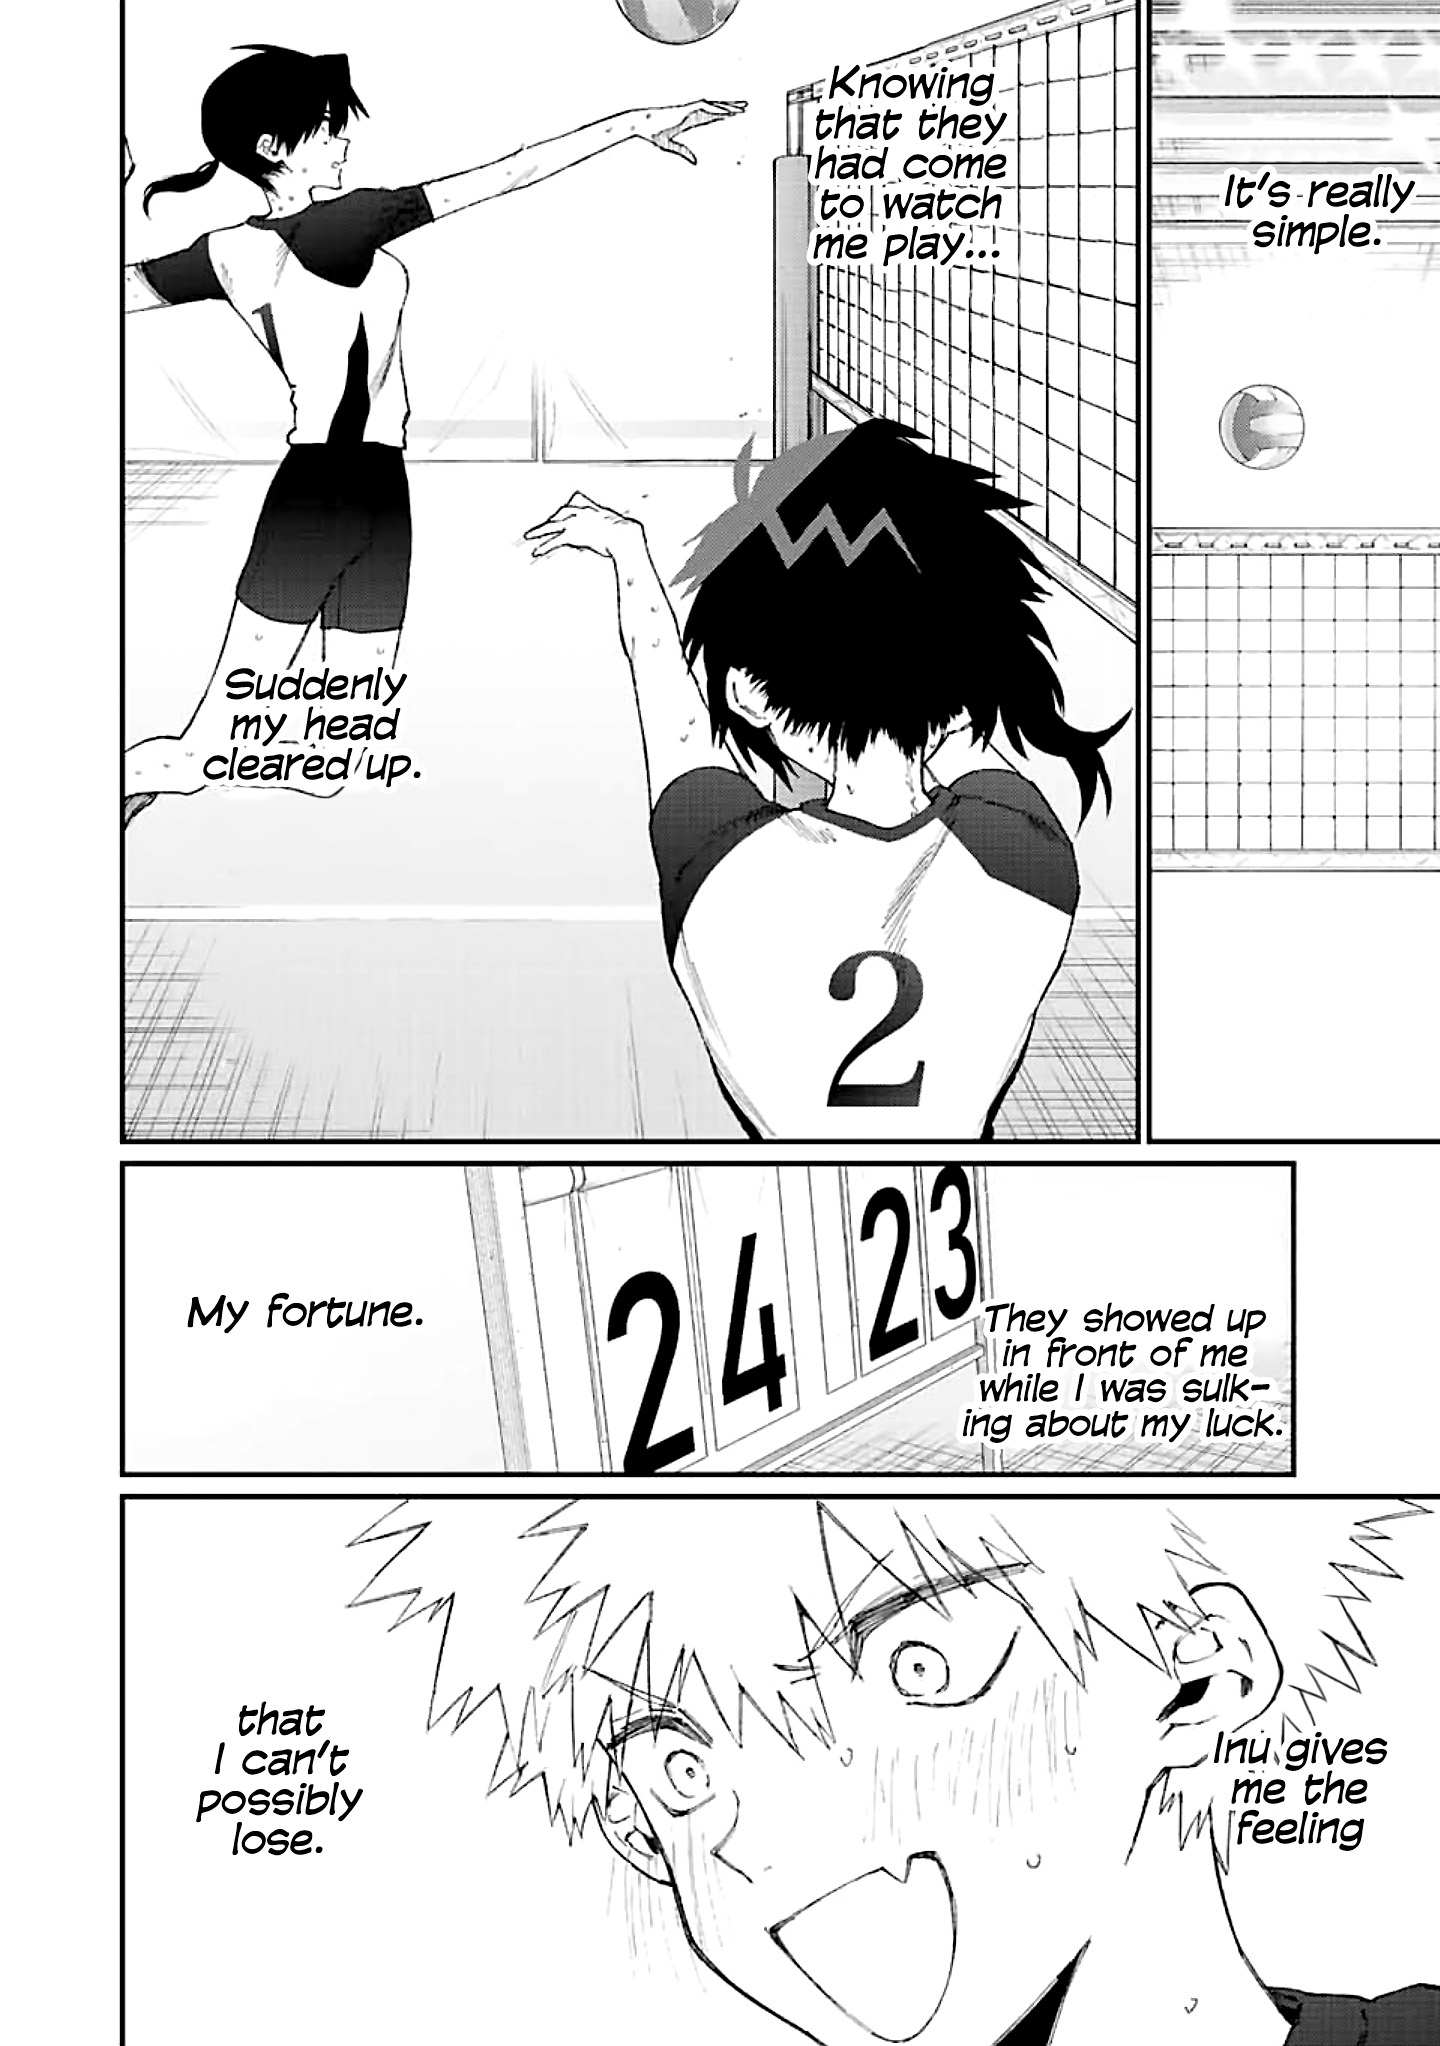 It's really
simple.
Knowing
that they
had come
to watch
me play...
1
Suddenly
my head
cleared up.
2
24 23
They showed up
in front of me
while I was sulk-
ing about my luck.
My fortune.
Inu gives
me the
feeling
that
I can't
possibly
lose.